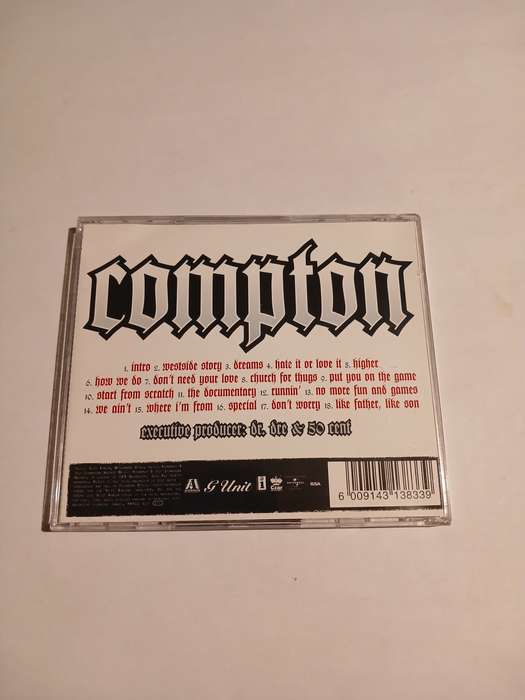 compton
1. intro 2. westside story 3. dreams 4. hate it or love it 5. higher
6. how we do 7. don't need your love 8. church for thugs 9. put you on the game
10. start from scratch 11. the documentary 12. runnin' 13. no more fun and games
14. we ain't 15. where i'm from 16. special 17. don't worry 18. like father, like son
executive producer: dr. dre & 50 cent
G Unit
6 009143 138339